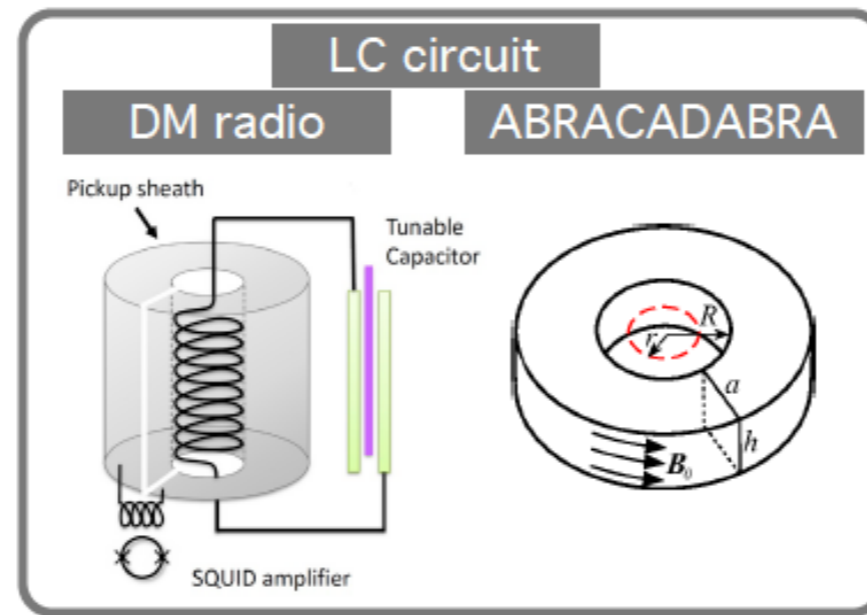 LC circuit
DM radio
ABRACADABRA
Pickup sheath
Tunable
Capacitor
SQUID amplifier
R
r
a
h
B₀